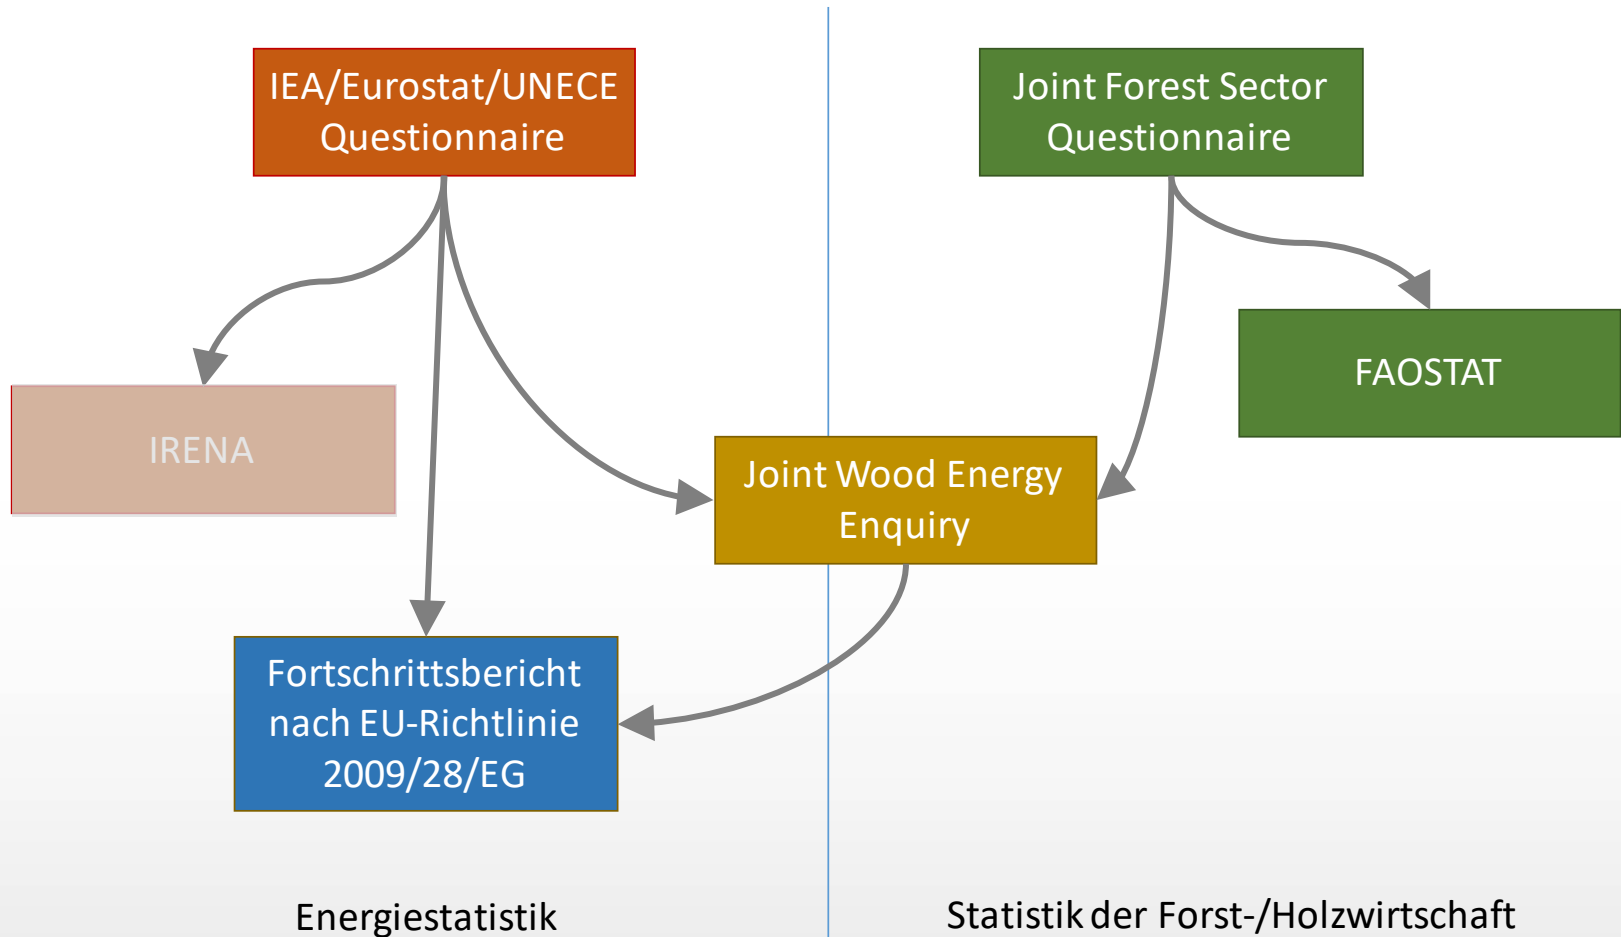 IEA/Eurostat/UNECE
Questionnaire
Joint Forest Sector
Questionnaire
FAOSTAT
IRENA
Joint Wood Energy
Enquiry
Fortschrittsbericht
nach EU-Richtlinie
2009/28/EG
Energiestatistik
Statistik der Forst-/Holzwirtschaft